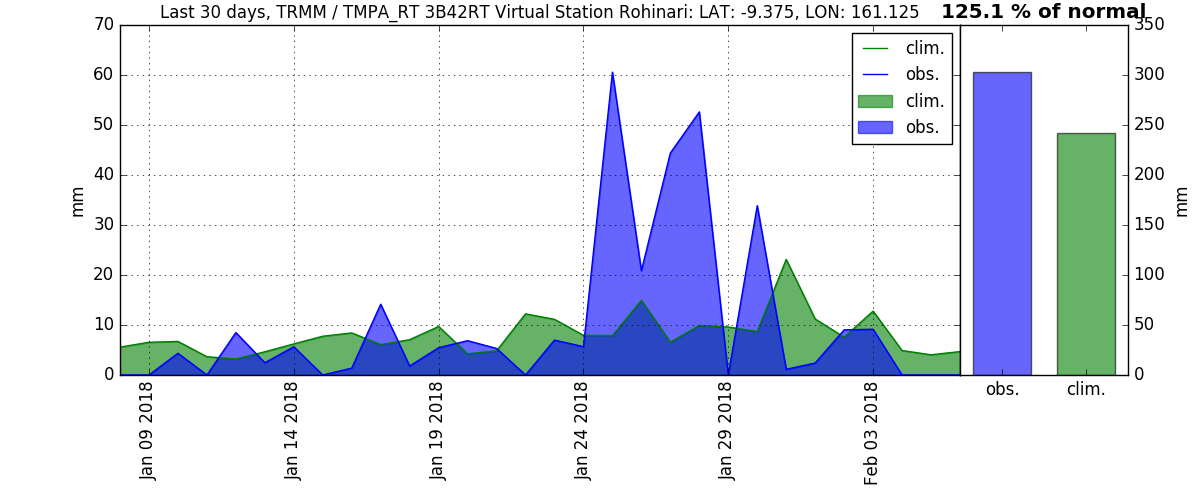 Last 30 days, TRMM / TMPA_RT 3B42RT Virtual Station Rohinari: LAT: -9.375, LON: 161.125
125.1 % of normal
70
60
50
40
30
20
10
0
mm
clim.
obs.
clim.
obs.
Jan 09 2018
Jan 14 2018
Jan 19 2018
Jan 24 2018
Jan 29 2018
Feb 03 2018
350
300
250
200
150
100
50
0
mm
obs.
clim.